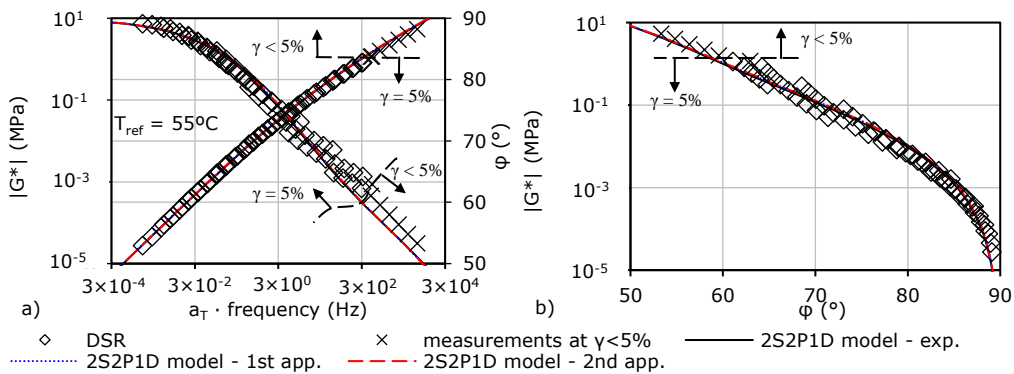 10¹
10⁻¹
10⁻³
10⁻⁵
|G*| (MPa)
90
80
70
60
50
φ (°)
γ < 5%
γ = 5%
T_ref = 55ºC
γ < 5%
γ = 5%
3×10⁻⁴ 3×10⁻² 3×10⁰ 3×10² 3×10⁴
a_T · frequency (Hz)
a)
10¹
10⁻¹
10⁻³
10⁻⁵
|G*| (MPa)
γ < 5%
γ = 5%
50 60 70 80 90
φ (°)
b)
DSR measurements at γ<5% 2S2P1D model - exp.
2S2P1D model - 1st app. 2S2P1D model - 2nd app.